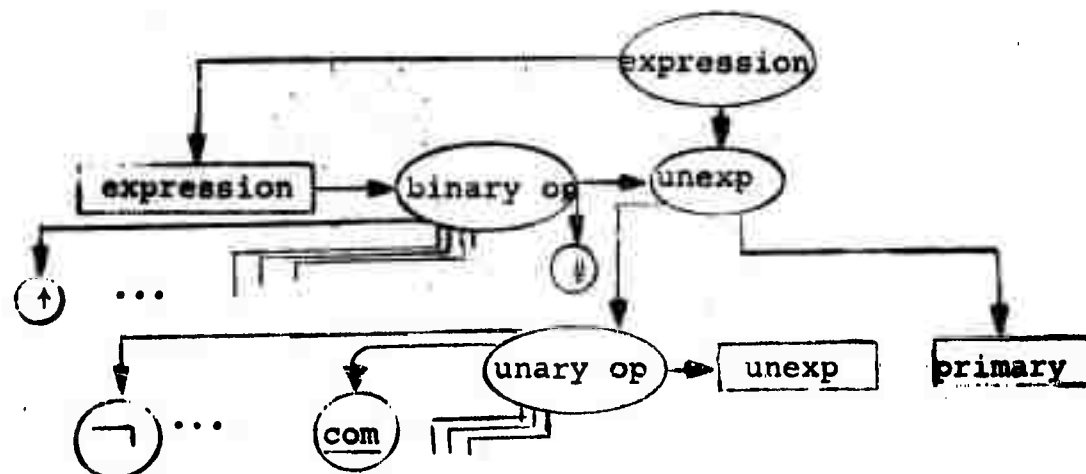 expression
expression
binary op
unexp
↑
...
↓
unary op
unexp
primary
¬
...
com